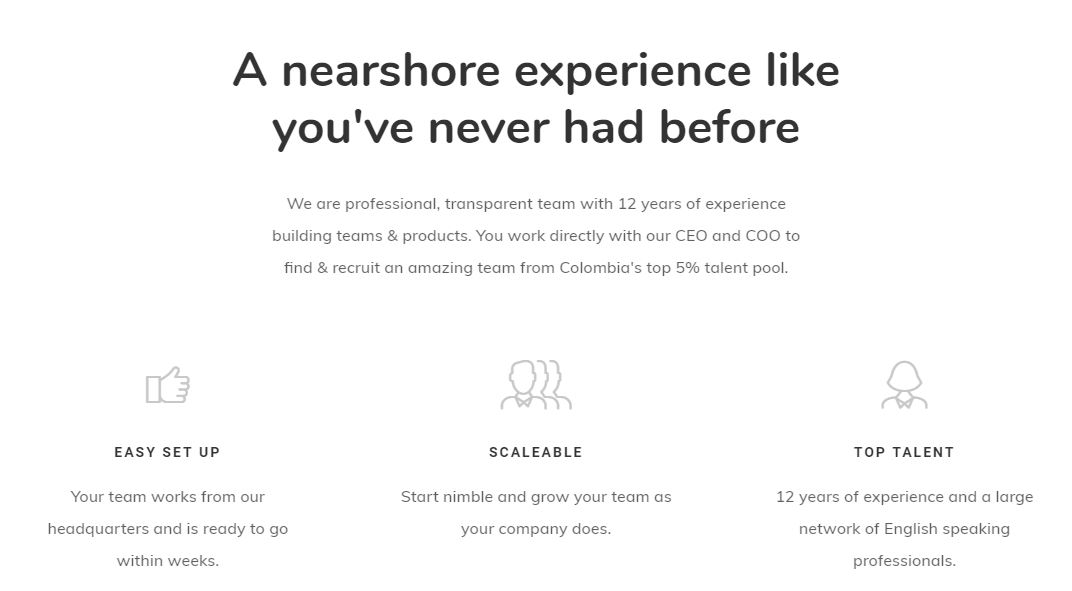 A nearshore experience like
you've never had before
We are professional, transparent team with 12 years of experience
building teams & products. You work directly with our CEO and COO to
find & recruit an amazing team from Colombia's top 5% talent pool.
EASY SET UP
Your team works from our
headquarters and is ready to go
within weeks.
SCALEABLE
Start nimble and grow your team as
your company does.
TOP TALENT
12 years of experience and a large
network of English speaking
professionals.